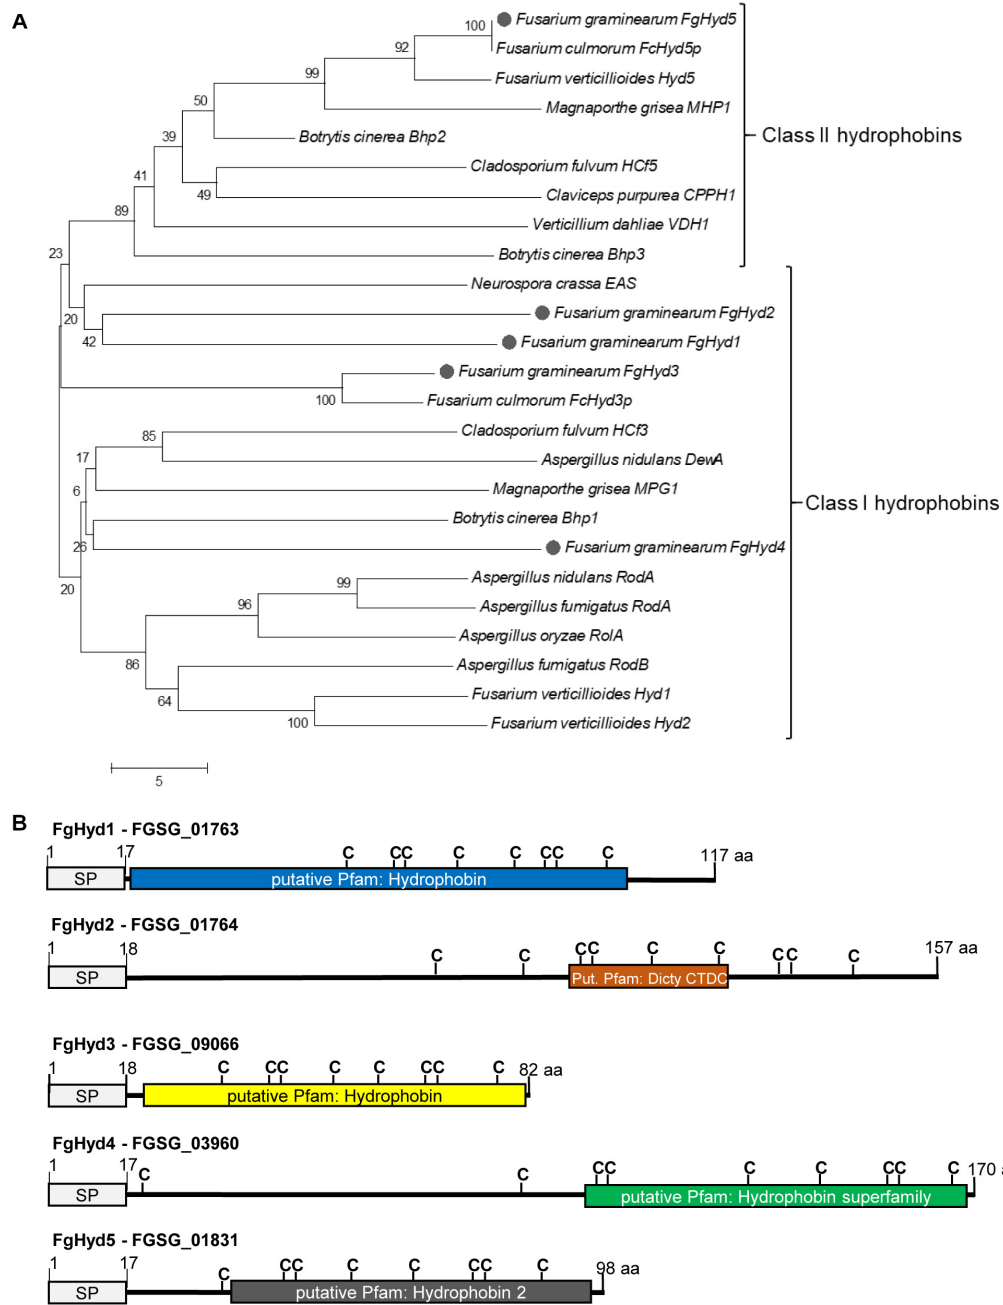 A
Fusarium graminearum FgHyd5
100
Fusarium culmorum FcHyd5p
92
Fusarium verticillioides Hyd5
99
Magnaporthe grisea MHP1
50
Botrytis cinerea Bhp2
Class II hydrophobins
39
Cladosporium fulvum HCf5
41
49
Claviceps purpurea CPPH1
89
Verticillium dahliae VDH1
23
Botrytis cinerea Bhp3
Neurospora crassa EAS
20
Fusarium graminearum FgHyd2
42
Fusarium graminearum FgHyd1
Fusarium graminearum FgHyd3
100
Fusarium culmorum FcHyd3p
85
Cladosporium fulvum HCf3
17
Aspergillus nidulans DewA
6
Magnaporthe grisea MPG1
Class I hydrophobins
Botrytis cinerea Bhp1
26
Fusarium graminearum FgHyd4
20
99
Aspergillus nidulans RodA
96
Aspergillus fumigatus RodA
Aspergillus oryzae RolA
86
Aspergillus fumigatus RodB
64
Fusarium verticillioides Hyd1
100
Fusarium verticillioides Hyd2
5
B
FgHyd1 - FGSG_01763
1 17 C CC C C CC C 117 aa
SP putative Pfam: Hydrophobin
FgHyd2 - FGSG_01764
1 18 C C CC C C CC C 157 aa
SP Put. Pfam: Dicty CTDC
FgHyd3 - FGSG_09066
1 18 C CC C C CC C 82 aa
SP putative Pfam: Hydrophobin
FgHyd4 - FGSG_03960
1 17 C C CC C C CC C 170
SP putative Pfam: Hydrophobin superfamily
FgHyd5 - FGSG_01831
1 17 C CC C C CC C 98 aa
SP putative Pfam: Hydrophobin 2